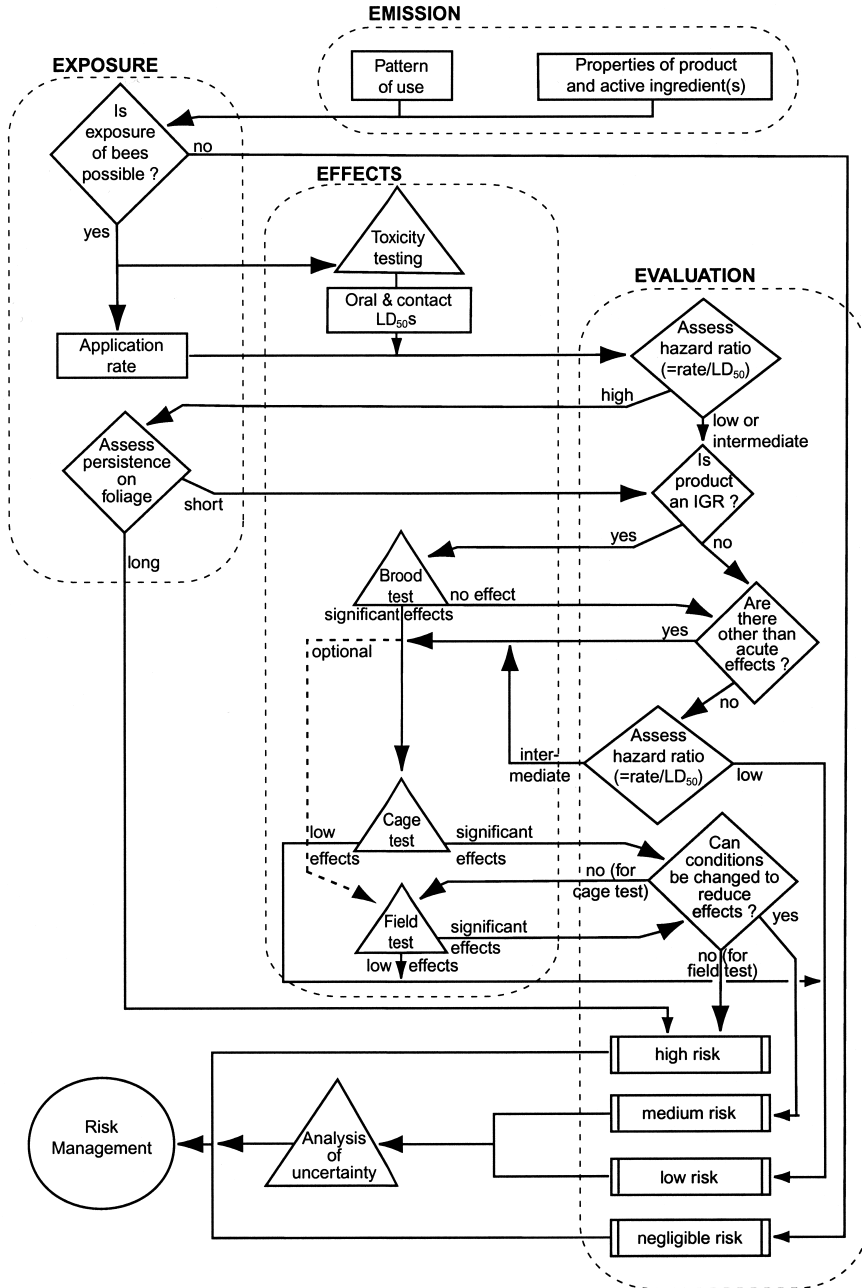 EMISSION
Pattern
of use
Properties of product
and active ingredient(s)
EXPOSURE
Is
exposure
of bees
possible ?
no
yes
EFFECTS
Toxicity
testing
Oral & contact
LD50s
EVALUATION
Application
rate
Assess
hazard ratio
(=rate/LD50)
high
low or
intermediate
Assess
persistence
on
foliage
short
long
Is
product
an IGR ?
yes
no
Brood
test
no effect
significant effects
optional
Are
there
other than
acute
effects ?
yes
no
Assess
hazard ratio
(=rate/LD50)
inter-
mediate
low
Cage
test
low
effects
significant
effects
Can
conditions
be changed to
reduce
effects ?
no (for
cage test)
yes
Field
test
significant
effects
low effects
no (for
field test)
high risk
medium risk
low risk
negligible risk
Analysis
of
uncertainty
Risk
Management